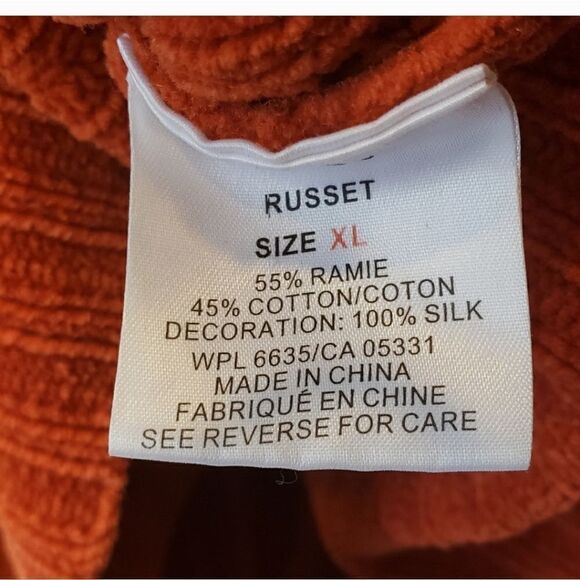 RUSSET
SIZE XL
55% RAMIE
45% COTTON/COTON
DECORATION: 100% SILK
WPL 6635/CA 05331
MADE IN CHINA
FABRIQUÉ EN CHINE
SEE REVERSE FOR CARE